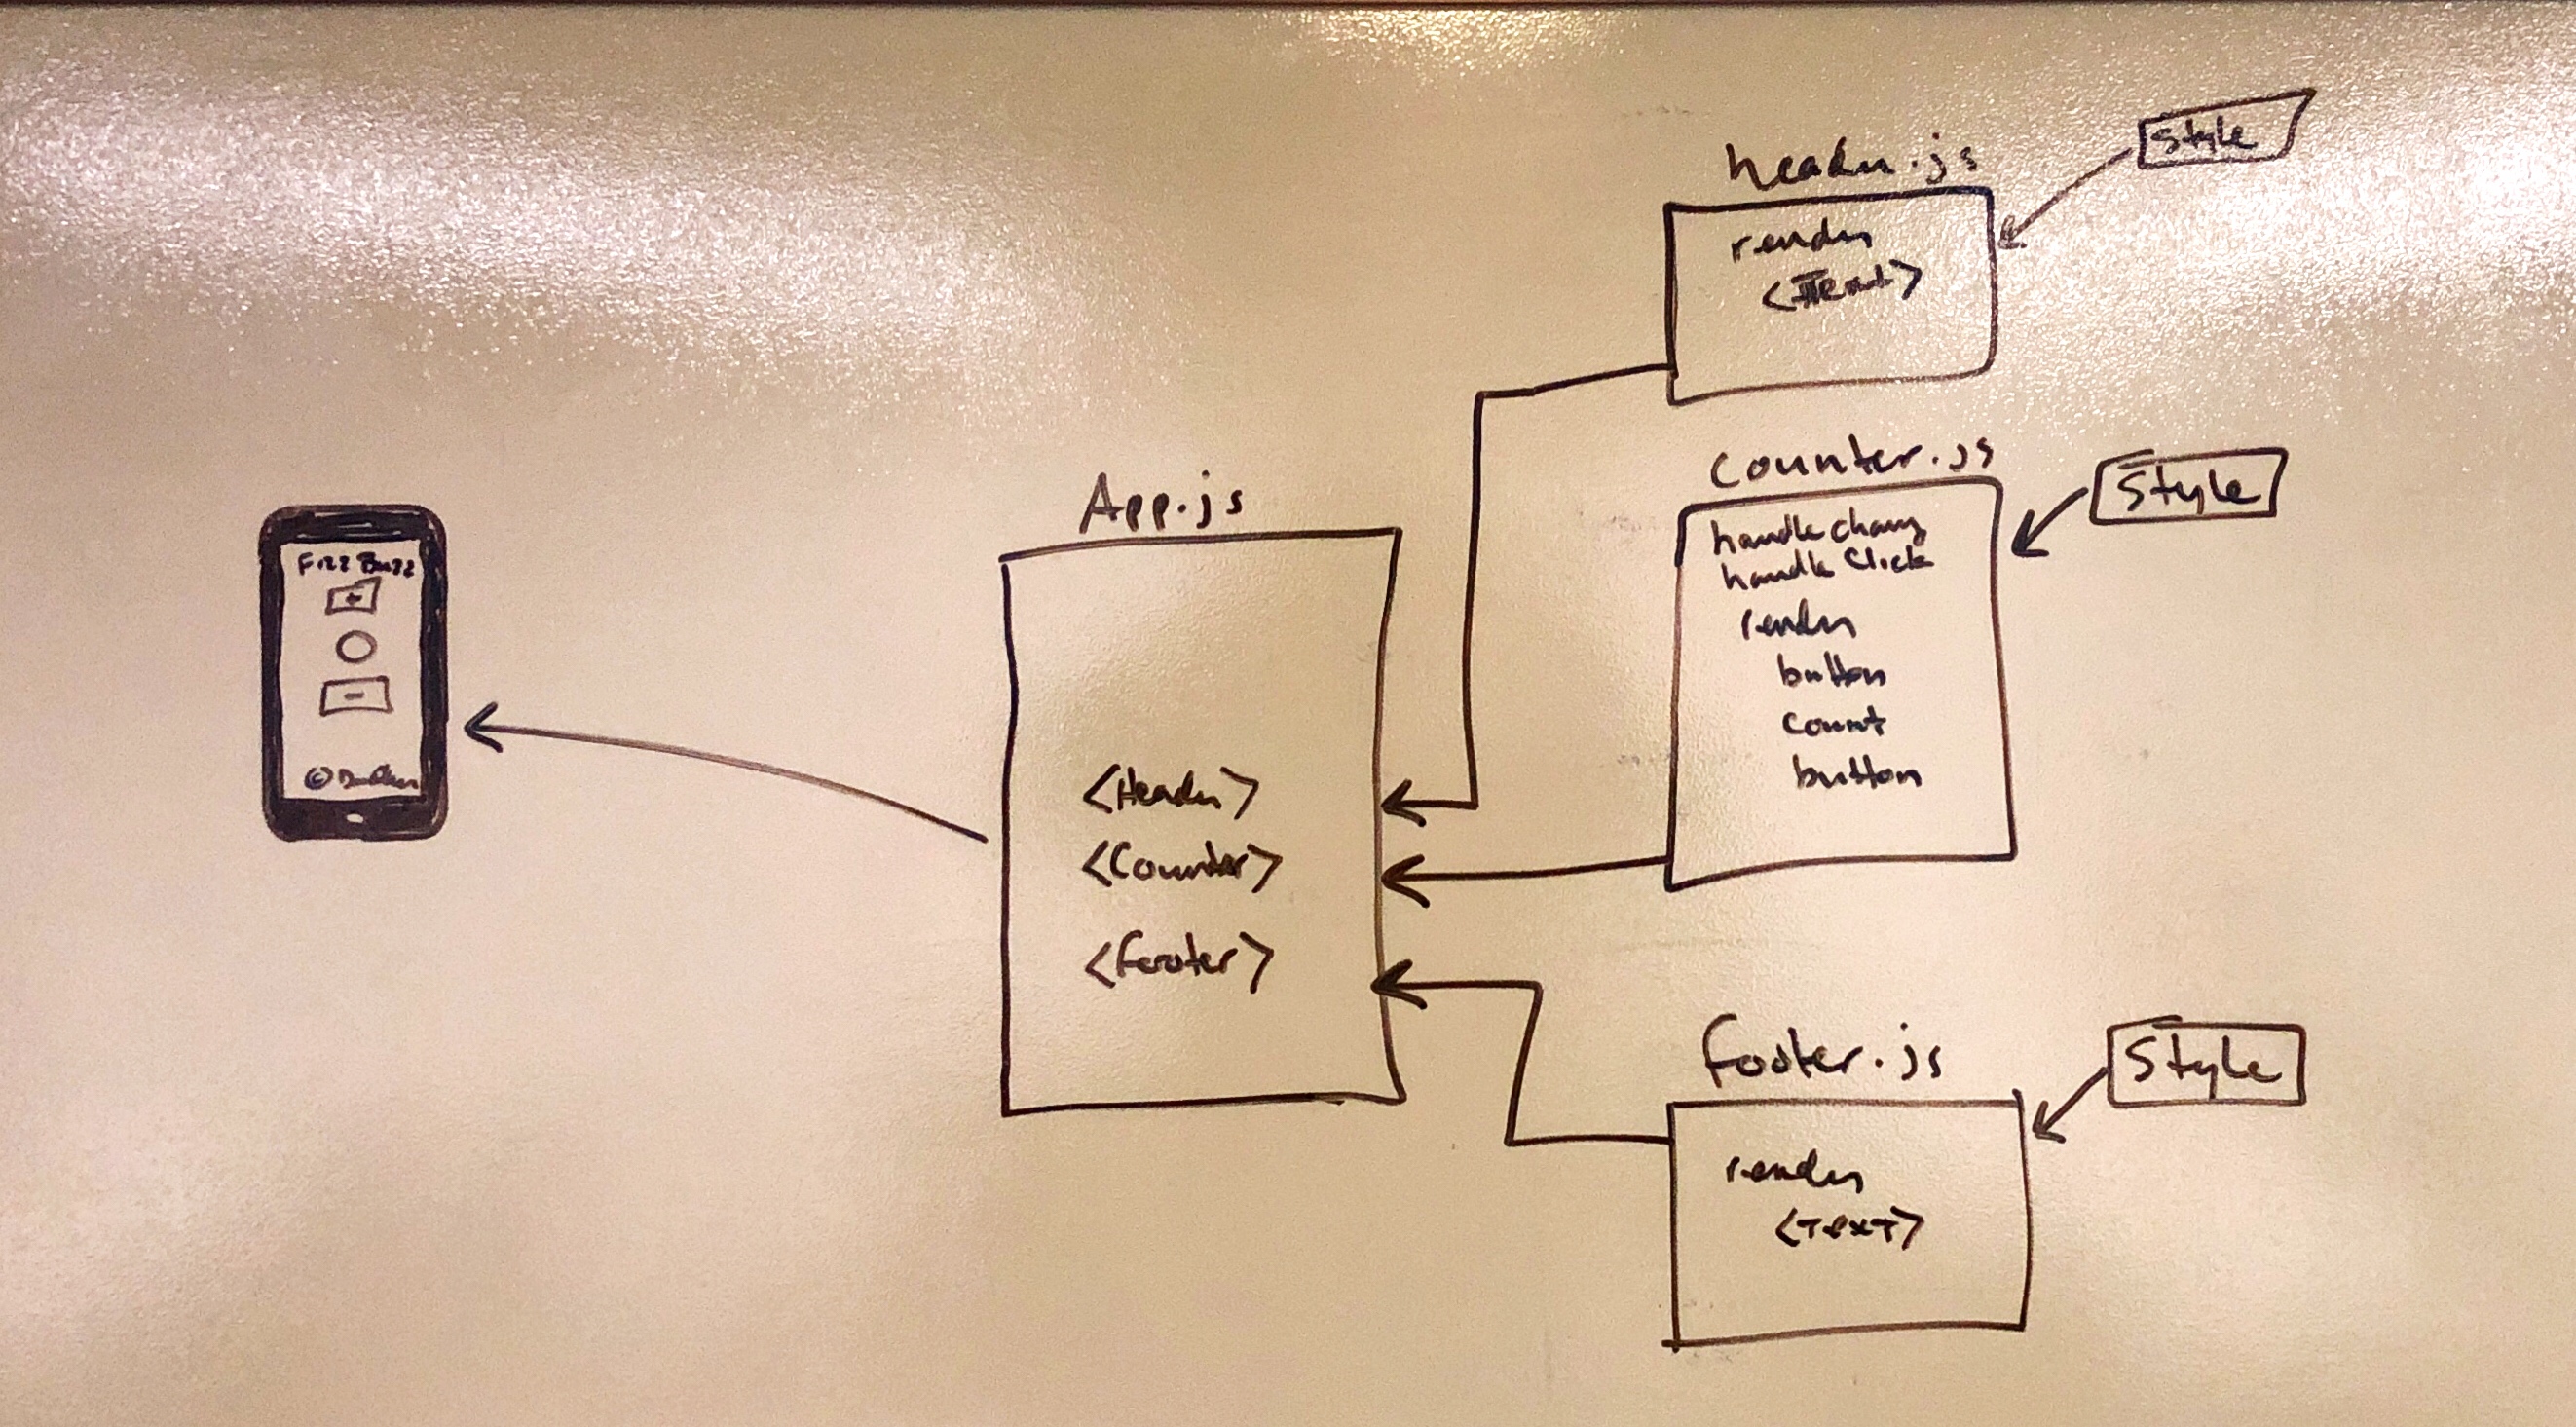 Fizz Buzz
+
-
©
App.js
<Header>
<Counter>
<Footer>
header.js
Style
render
<Text>
counter.js
Style
handle change
handle Click
render
button
count
button
footer.js
Style
render
<Text>